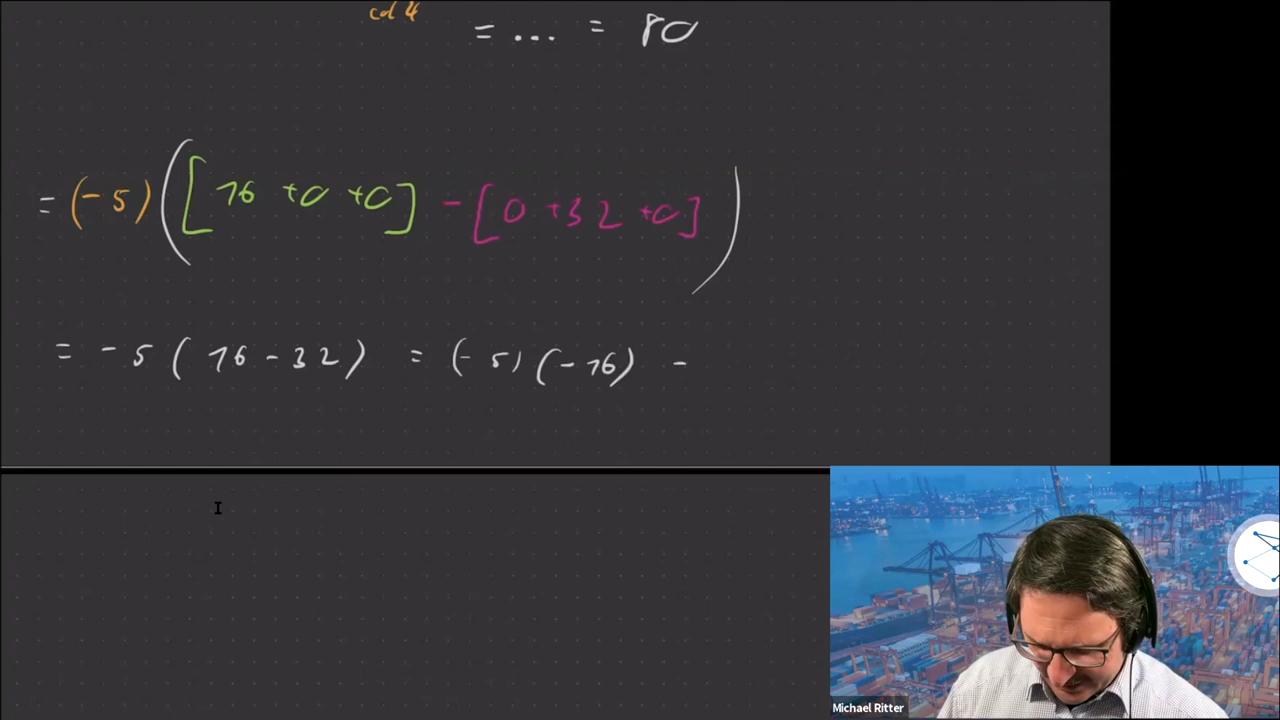 col 4
= ... = 80
= (-5) ( [ 16 + 0 + 0 ] - [ 0 + 32 + 0 ] )
= -5 ( 16 - 32 ) = (-5) (-16) -
Michael Ritter